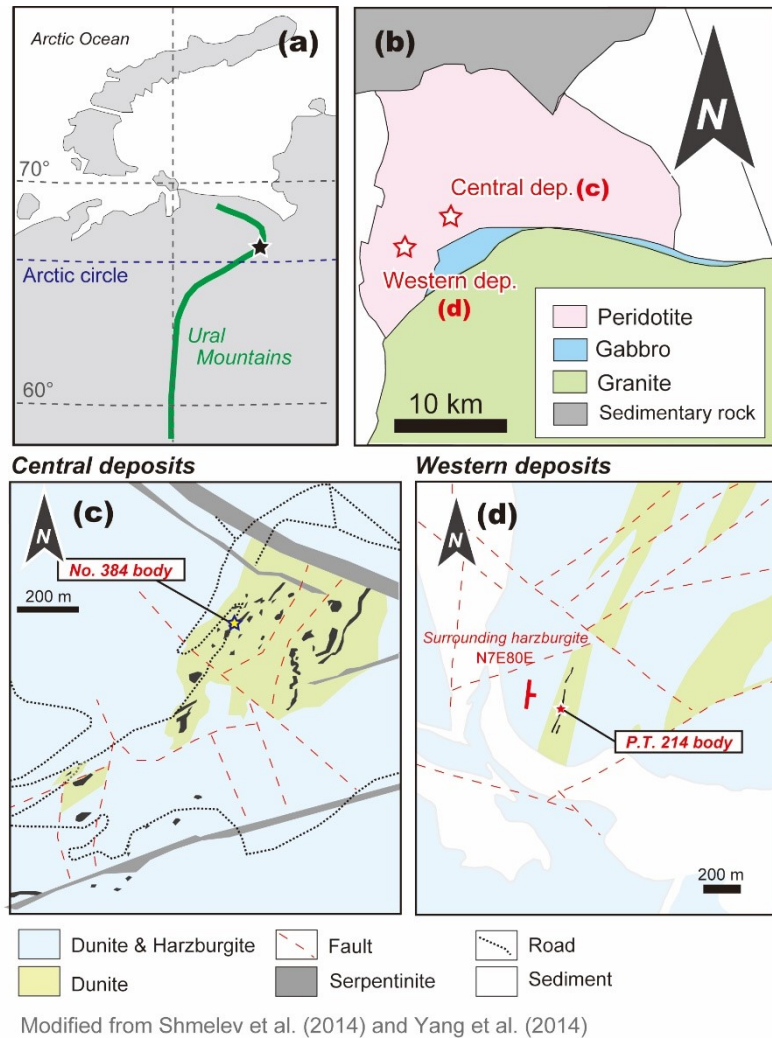 Arctic Ocean
(a)
70°
Arctic circle
Ural
Mountains
60°
(b)
N
Central dep. (c)
Western dep.
(d)
10 km
Peridotite
Gabbro
Granite
Sedimentary rock
Central deposits
(c)
N
No. 384 body
200 m
Western deposits
(d)
N
Surrounding harzburgite
N7E80E
P.T. 214 body
200 m
Dunite & Harzburgite
Fault
Road
Dunite
Serpentinite
Sediment
Modified from Shmelev et al. (2014) and Yang et al. (2014)